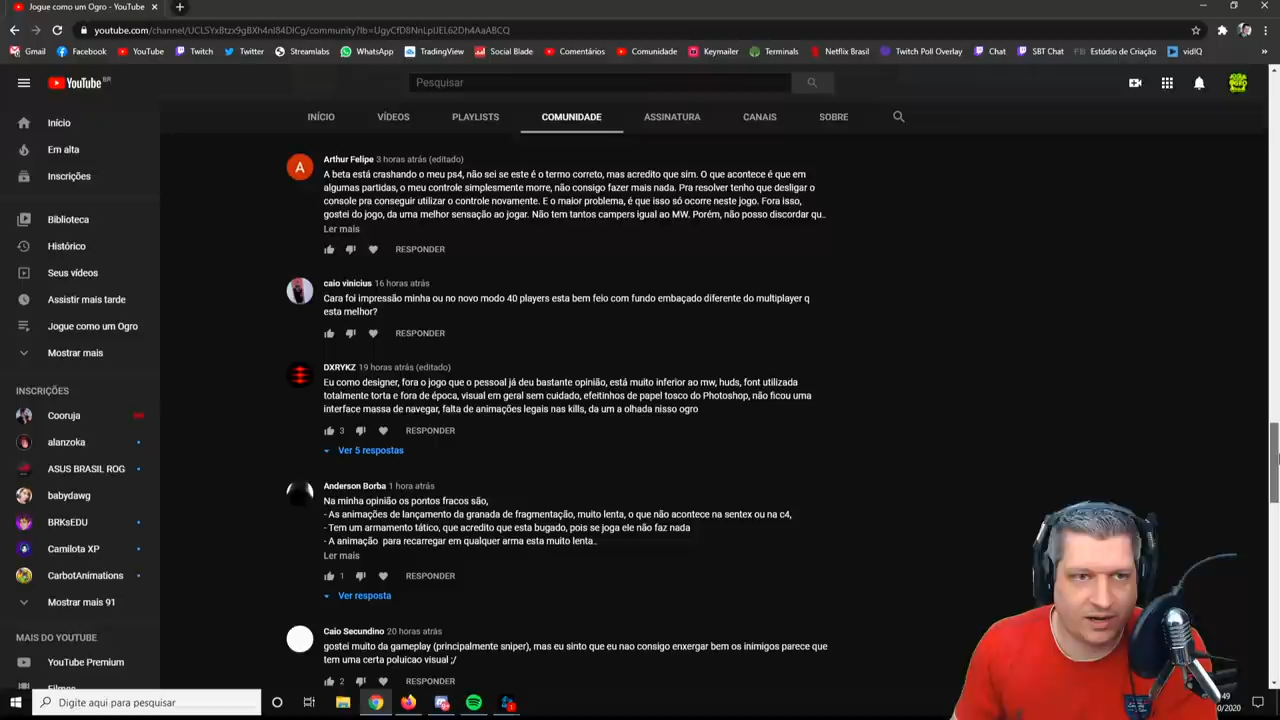 Jogue como um Ogro - YouTube
youtube.com/channel/
Gmail
Facebook
YouTube
Twitch
Twitter
Streamlabs
WhatsApp
TradingView
Social Blade
Comentários
Comunidade
Keymailer
Terminals
Netflix Brasil
Twitch Poll Overlay
Chat
SBT Chat
Estúdio de Criação
vidIQ
YouTube BR
Pesquisar
INÍCIO
VÍDEOS
PLAYLISTS
COMUNIDADE
ASSINATURA
CANAIS
SOBRE
Início
Em alta
Inscrições
Biblioteca
Histórico
Seus vídeos
Assistir mais tarde
Jogue como um Ogro
Mostrar mais
INSCRIÇÕES
Cooruja
alanzoka
ASUS BRASIL ROG
babydawg
BRKsEDU
Camilota XP
CarbotAnimations
Mostrar mais 91
MAIS DO YOUTUBE
YouTube Premium
Filmes
A
Arthur Felipe 3 horas atrás (editado)
A beta está crashando o meu ps4, não sei se este é o termo correto, mas acredito que sim. O que acontece é que em
algumas partidas, o meu controle simplesmente morre, não consigo fazer mais nada. Pra resolver tenho que desligar o
console pra conseguir utilizar o controle novamente. E o maior problema, é que isso só ocorre neste jogo. Fora isso,
gostei do jogo, da uma melhor sensação ao jogar. Não tem tantos campers igual ao MW. Porém, não posso discordar qu...
Ler mais
RESPONDER
caio vinicius 16 horas atrás
Cara foi impressão minha ou no novo modo 40 players esta bem feio com fundo embaçado diferente do multiplayer q
esta melhor?
RESPONDER
DXRYKZ 19 horas atrás (editado)
Eu como designer, fora o jogo que o pessoal já deu bastante opinião, está muito inferior ao mw, huds, font utilizada
totalmente torta e fora de época, visual em geral sem cuidado, efeitinhos de papel tosco do Photoshop, não ficou uma
interface massa de navegar, falta de animações legais nas kills, da um a olhada nisso ogro
3 RESPONDER
Ver 5 respostas
Anderson Borba 1 hora atrás
Na minha opinião os pontos fracos são,
- As animações de lançamento da granada de fragmentação, muito lenta, o que não acontece na sentex ou na c4,
- Tem um armamento tático, que acredito que esta bugado, pois se joga ele não faz nada
- A animação para recarregar em qualquer arma esta muito lenta...
Ler mais
1 RESPONDER
Ver resposta
Caio Secundino 20 horas atrás
gostei muito da gameplay (principalmente sniper), mas eu sinto que eu nao consigo enxergar bem os inimigos parece que
tem uma certa poluicao visual ;/
2 RESPONDER
Digite aqui para pesquisar